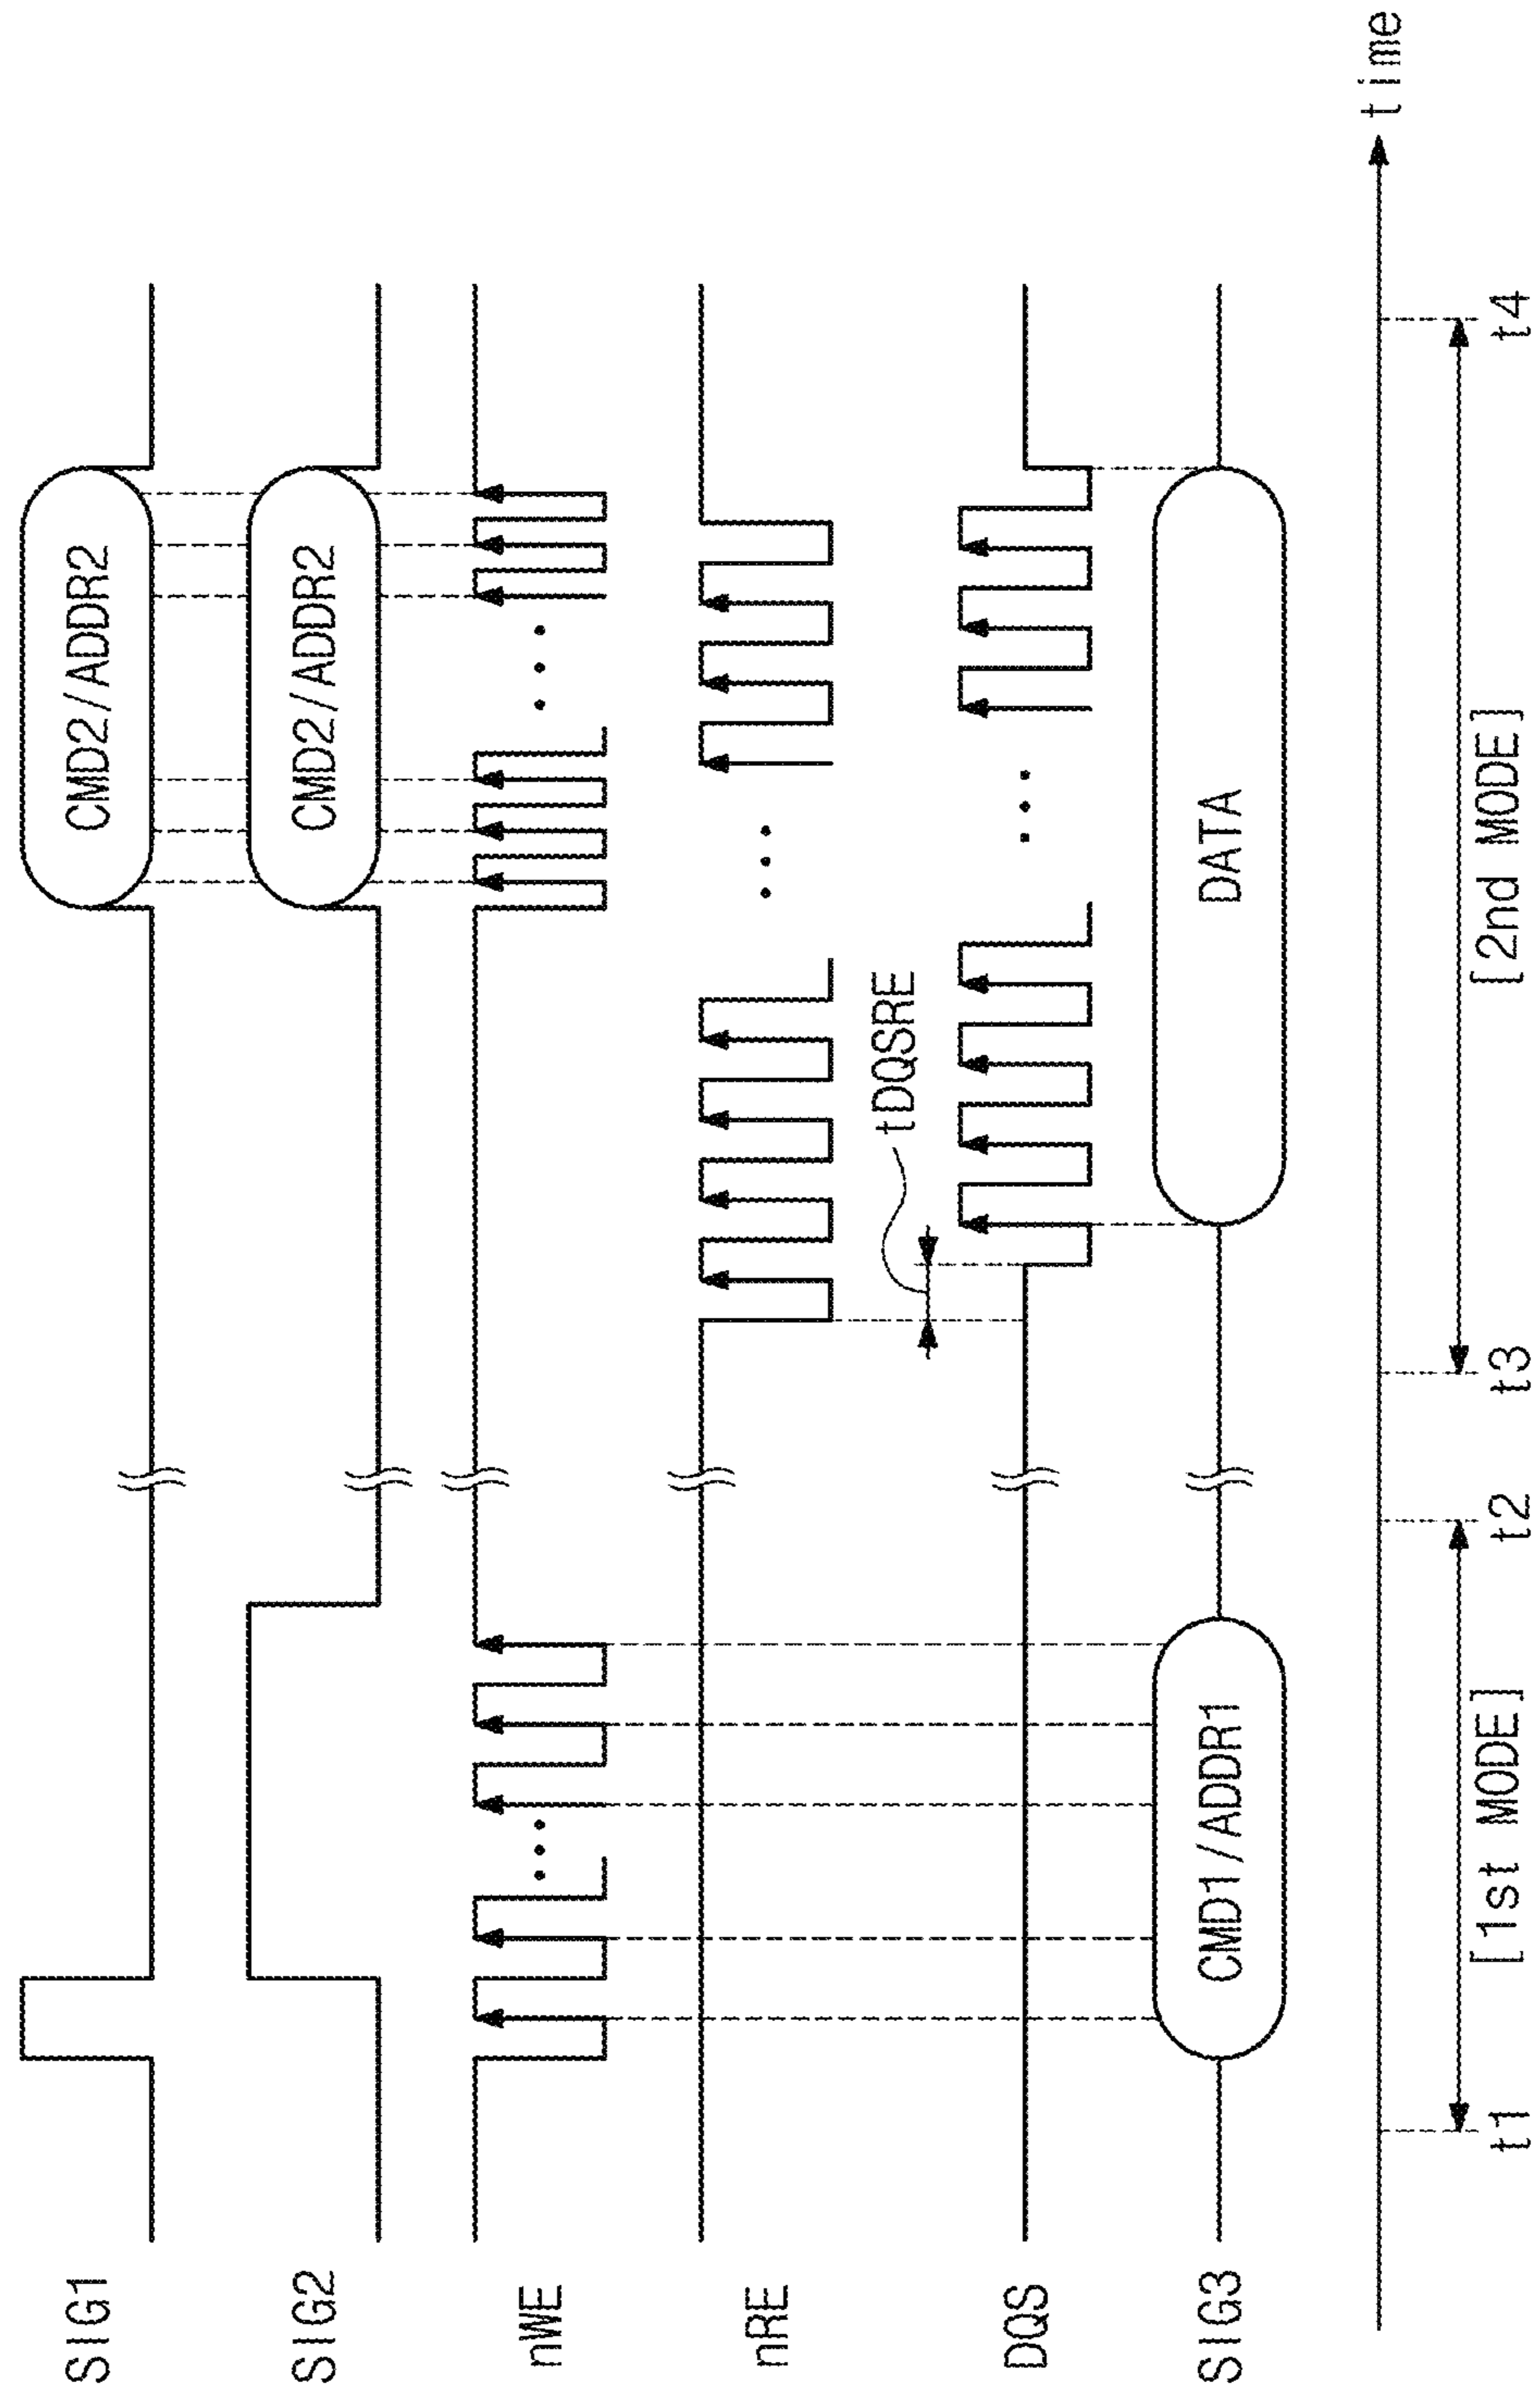 SIG1
CMD2/ADDR2
SIG2
CMD2/ADDR2
nWE
nRE
tDQSRE
DQS
SIG3
CMD1/ADDR1
DATA
time
[1st MODE]
[2nd MODE]
t1
t2
t3
t4